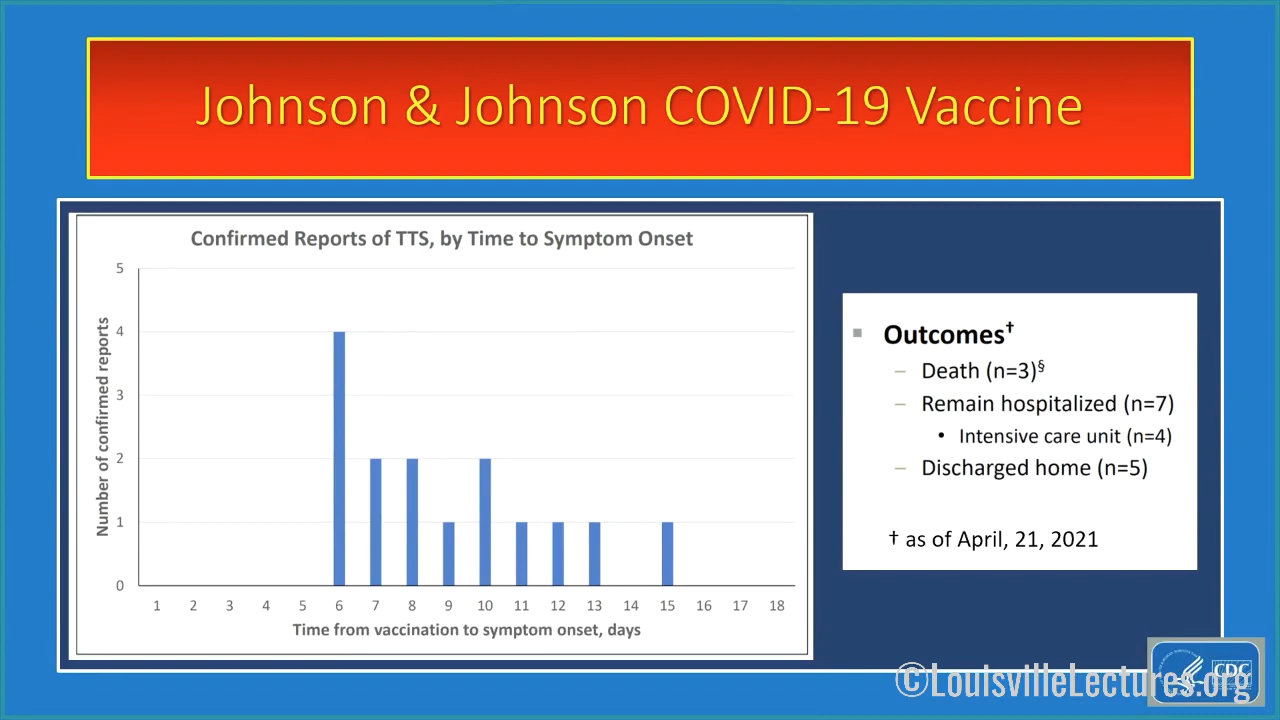 Johnson & Johnson COVID-19 Vaccine
Confirmed Reports of TTS, by Time to Symptom Onset
Number of confirmed reports
5
4
3
2
1
0
1 2 3 4 5 6 7 8 9 10 11 12 13 14 15 16 17 18
Time from vaccination to symptom onset, days
▪ Outcomes†
– Death (n=3)§
– Remain hospitalized (n=7)
• Intensive care unit (n=4)
– Discharged home (n=5)
† as of April, 21, 2021
CDC
©LouisvilleLectures.org